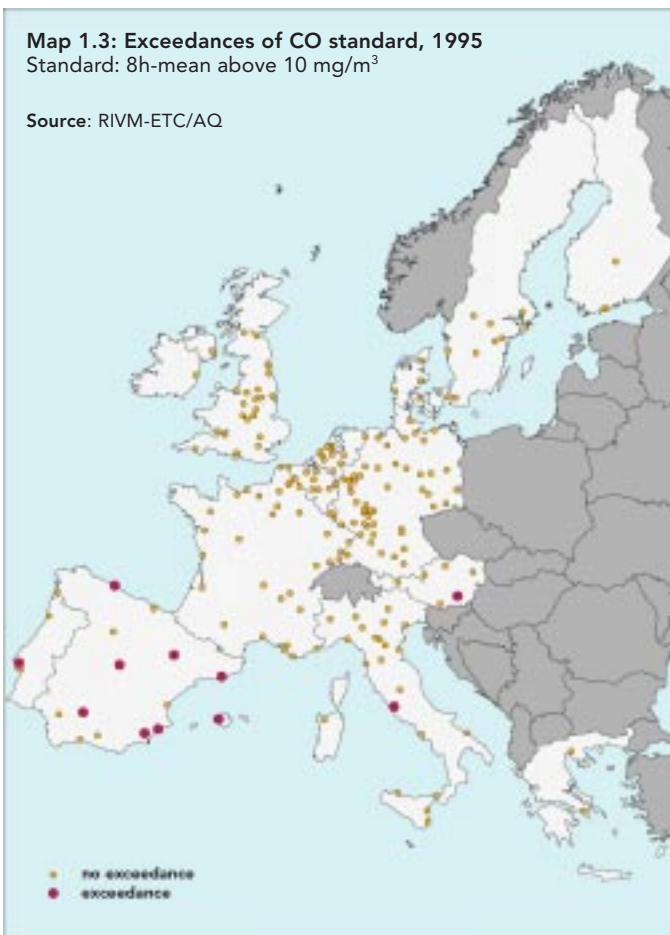 Map 1.3: Exceedances of CO standard, 1995
Standard: 8h-mean above 10 mg/m³
Source: RIVM-ETC/AQ
no exceedance
exceedance